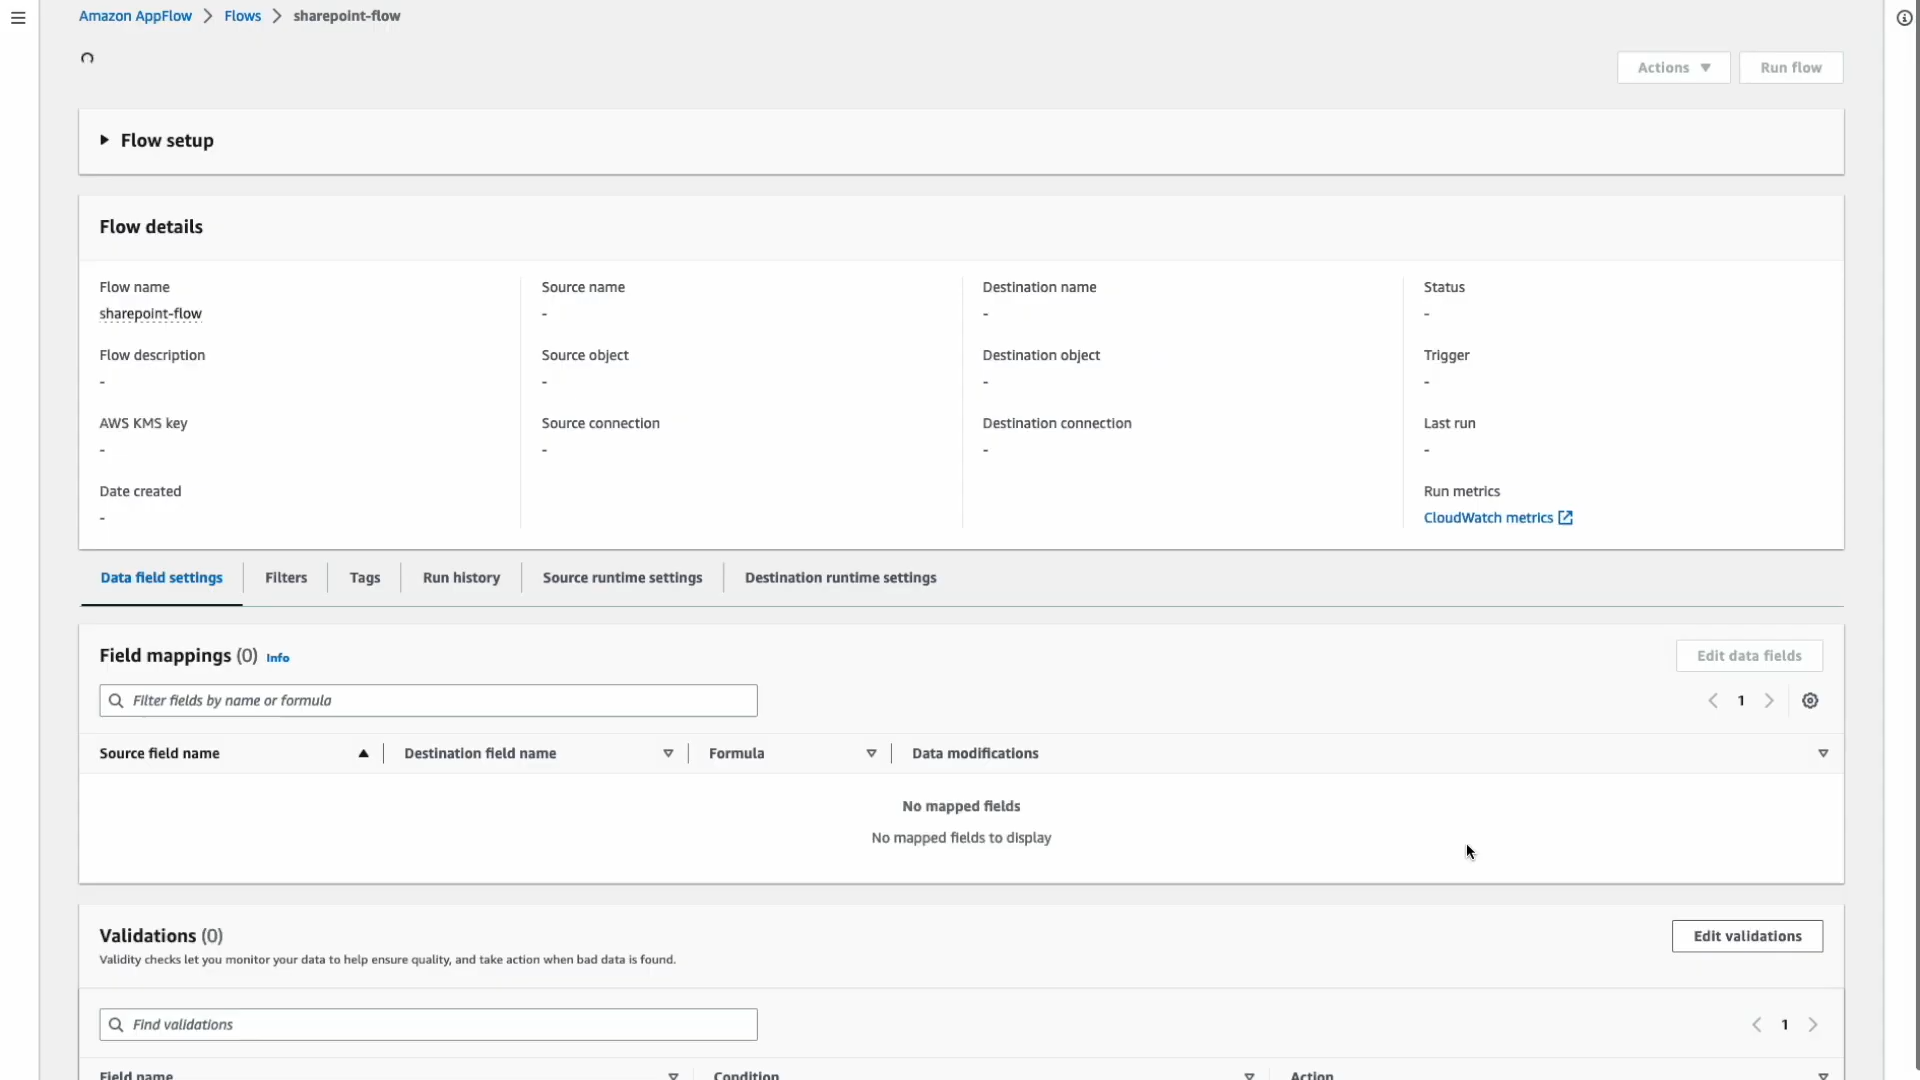 Amazon AppFlow > Flows > sharepoint-flow
Actions ▼ Run flow
Flow setup
Flow details
Flow name
sharepoint-flow
Flow description
-
AWS KMS key
-
Date created
-
Source name
-
Source object
-
Source connection
-
Destination name
-
Destination object
-
Destination connection
-
Status
-
Trigger
-
Last run
-
Run metrics
CloudWatch metrics
Data field settings Filters Tags Run history Source runtime settings Destination runtime settings
Field mappings (0) Info
Edit data fields
Filter fields by name or formula
1
Source field name Destination field name Formula Data modifications
No mapped fields
No mapped fields to display
Validations (0)
Validity checks let you monitor your data to help ensure quality, and take action when bad data is found.
Edit validations
Find validations
1
Field name Condition Action